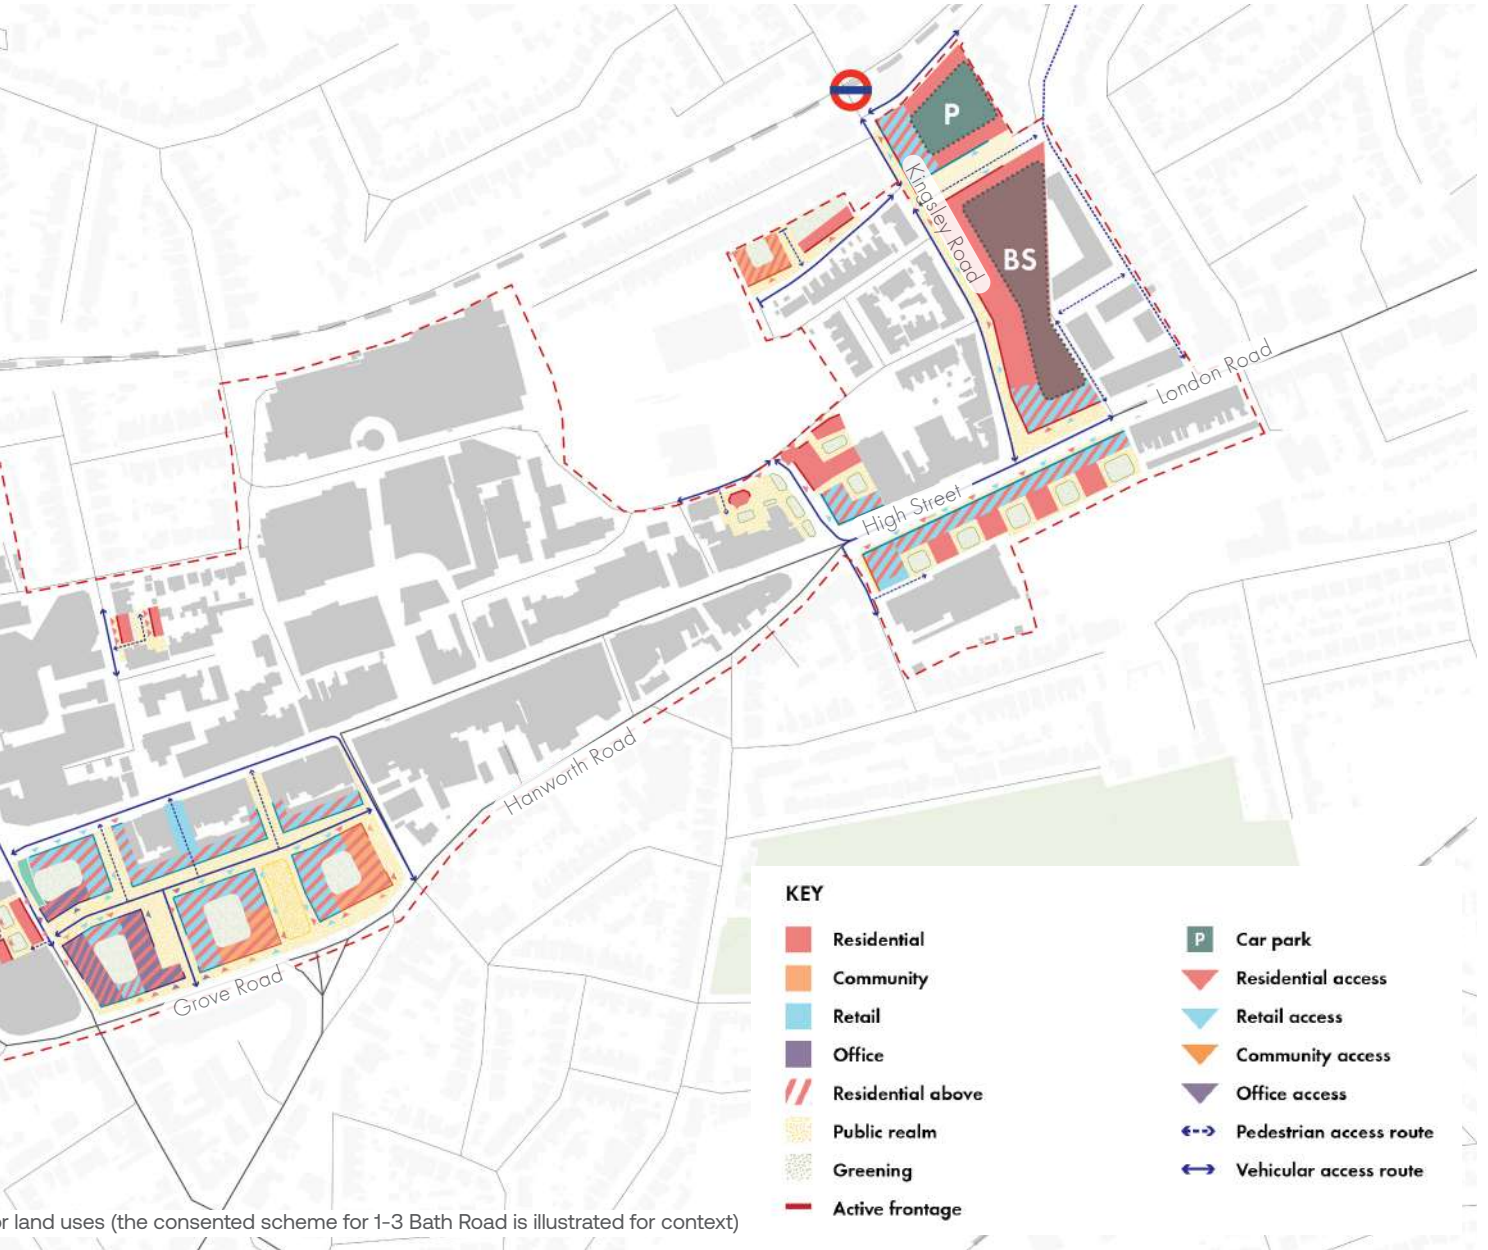 P
Kingsley Road
BS
London Road
High Street
Hanworth Road
Grove Road
KEY
Residential
Community
Retail
Office
Residential above
Public realm
Greening
Active frontage
P
Car park
Residential access
Retail access
Community access
Office access
Pedestrian access route
Vehicular access route
or land uses (the consented scheme for 1-3 Bath Road is illustrated for context)